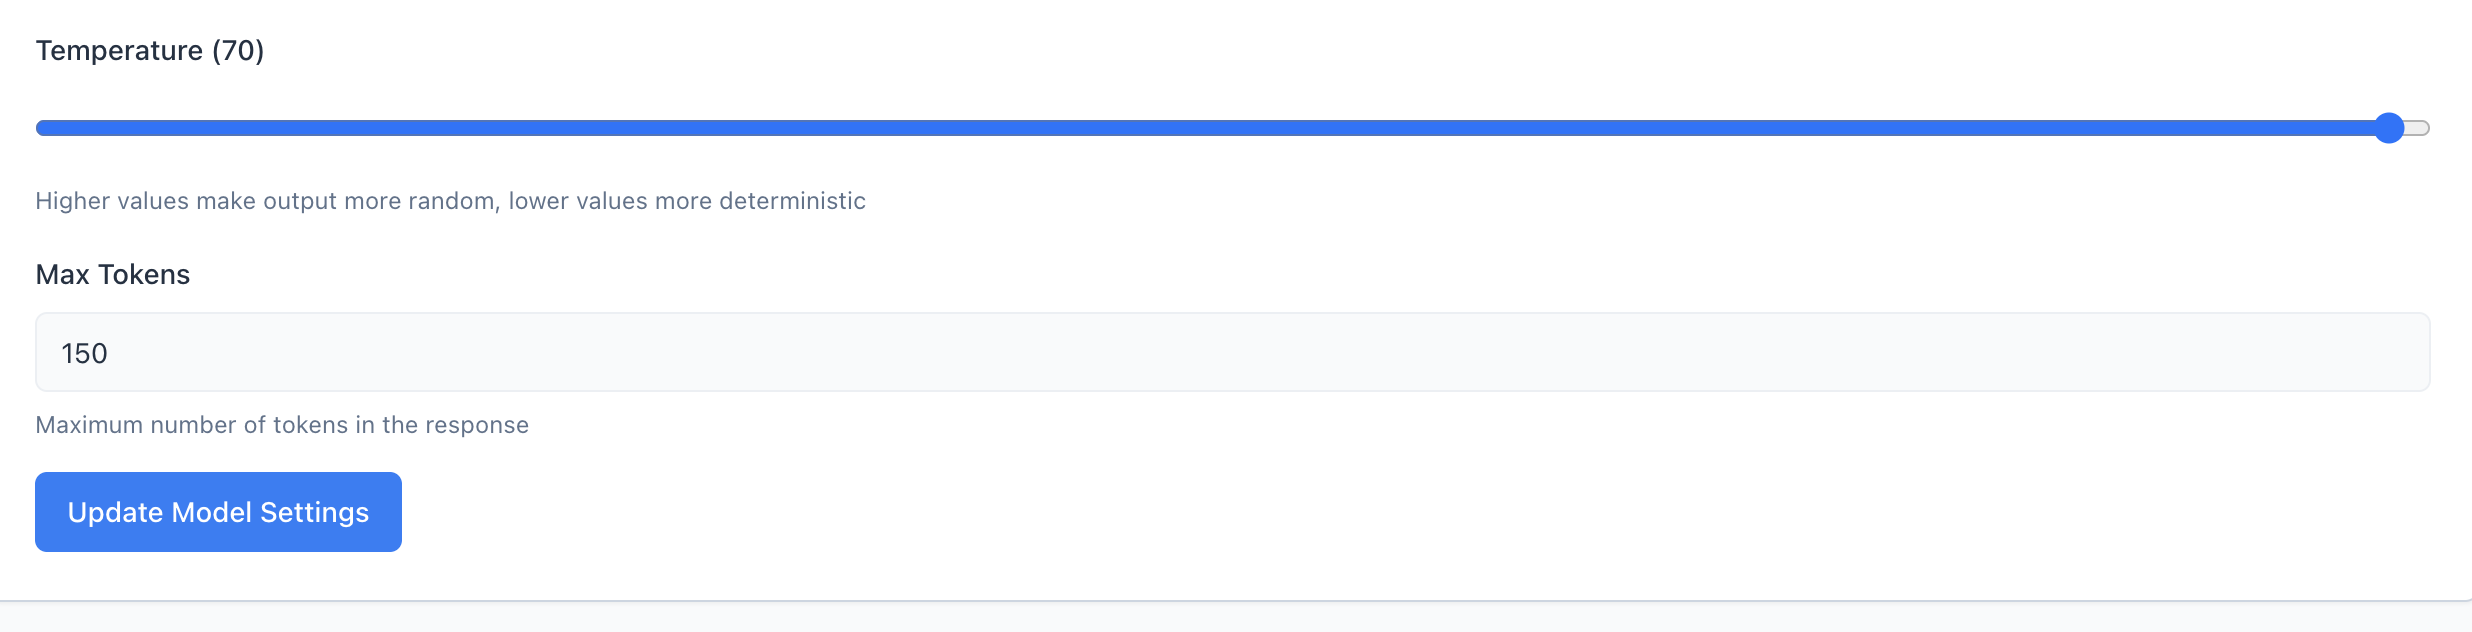 Temperature (70)
Higher values make output more random, lower values more deterministic
Max Tokens
150
Maximum number of tokens in the response
Update Model Settings